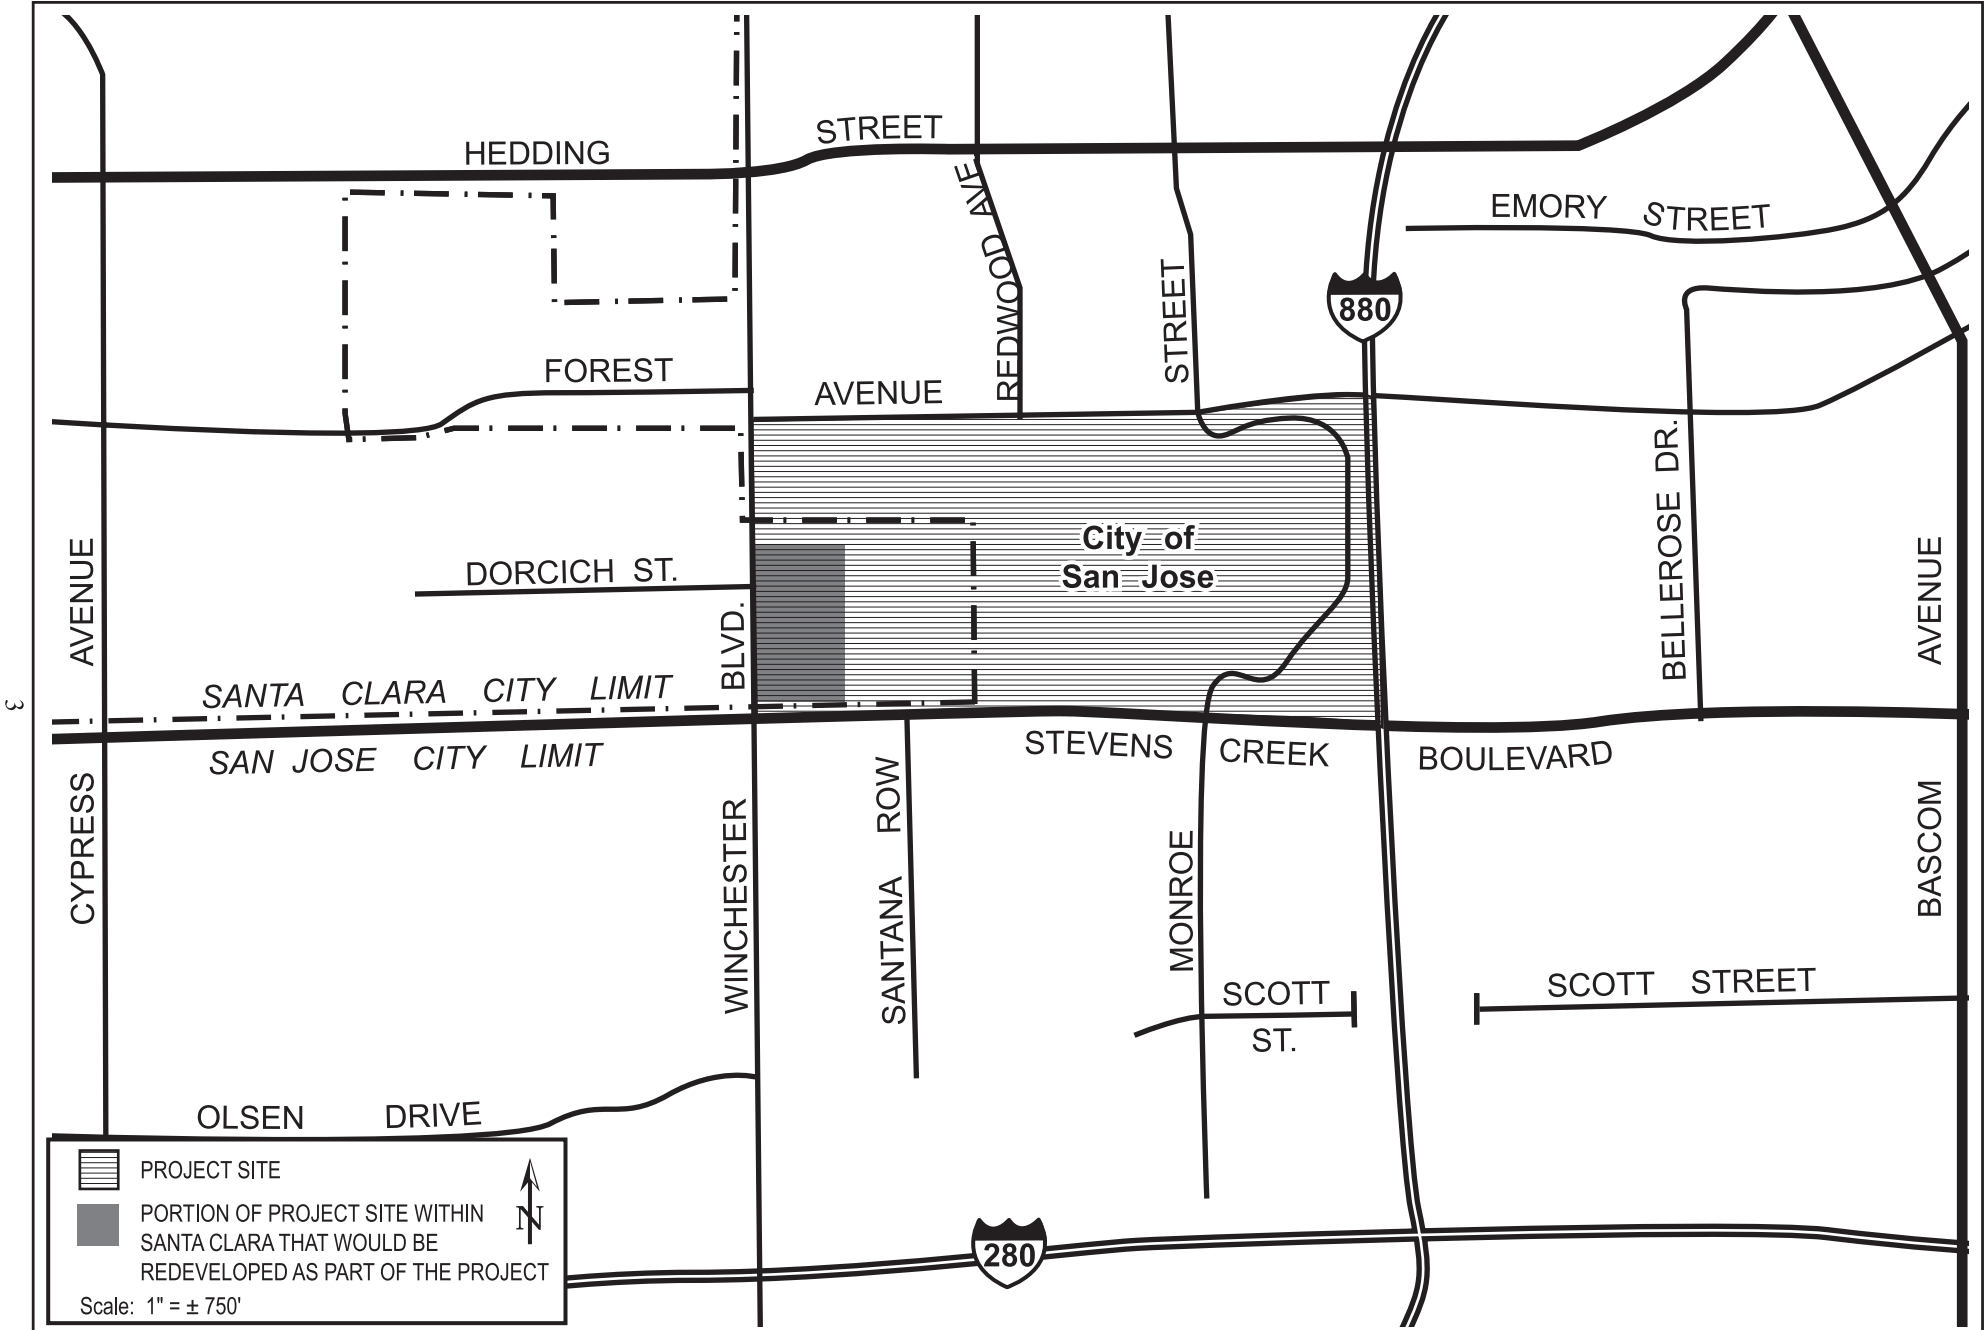 HEDDING STREET
REDWOOD AVE
EMORY STREET
STREET
880
FOREST AVENUE
BELLEROSE DR.
City of
San Jose
AVENUE
DORCICH ST.
BLVD.
AVENUE
SANTA CLARA CITY LIMIT
3
SAN JOSE CITY LIMIT
STEVENS CREEK BOULEVARD
CYPRESS
WINCHESTER
SANTANA ROW
MONROE
BASCOM
SCOTT
ST.
SCOTT STREET
OLSEN DRIVE
280
PROJECT SITE
PORTION OF PROJECT SITE WITHIN
SANTA CLARA THAT WOULD BE
REDEVELOPED AS PART OF THE PROJECT
N
Scale: 1" = ± 750'